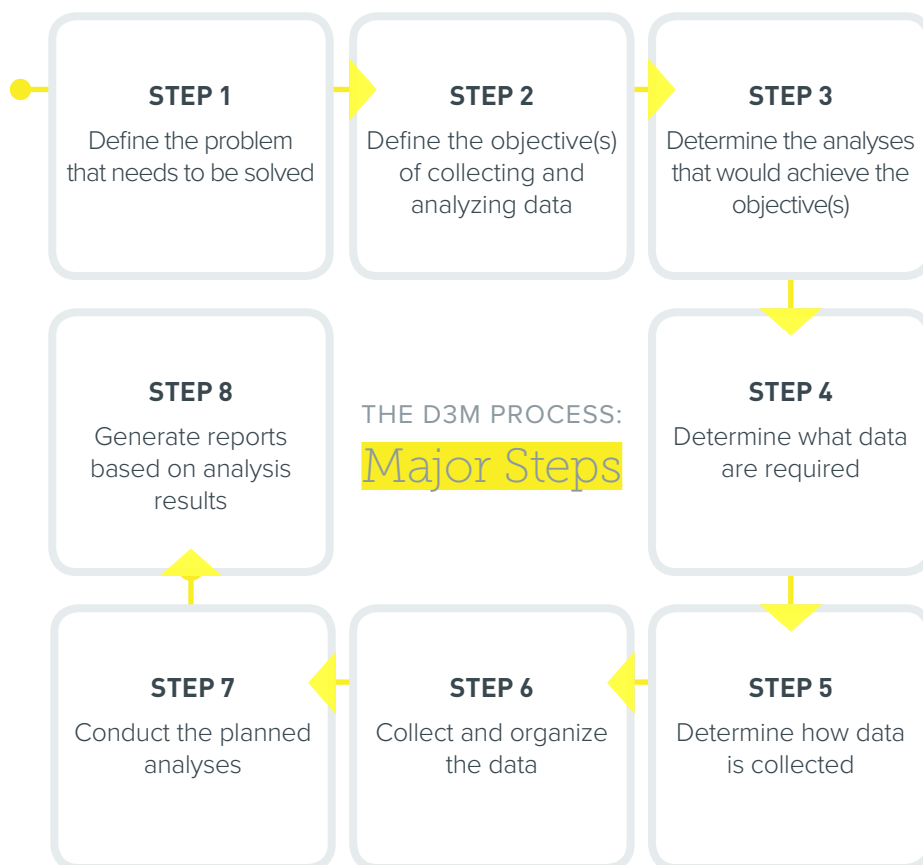 STEP 1
Define the problem
that needs to be solved
STEP 2
Define the objective(s)
of collecting and
analyzing data
STEP 3
Determine the analyses
that would achieve the
objective(s)
STEP 8
Generate reports
based on analysis
results
THE D3M PROCESS:
Major Steps
STEP 4
Determine what data
are required
STEP 7
Conduct the planned
analyses
STEP 6
Collect and organize
the data
STEP 5
Determine how data
is collected